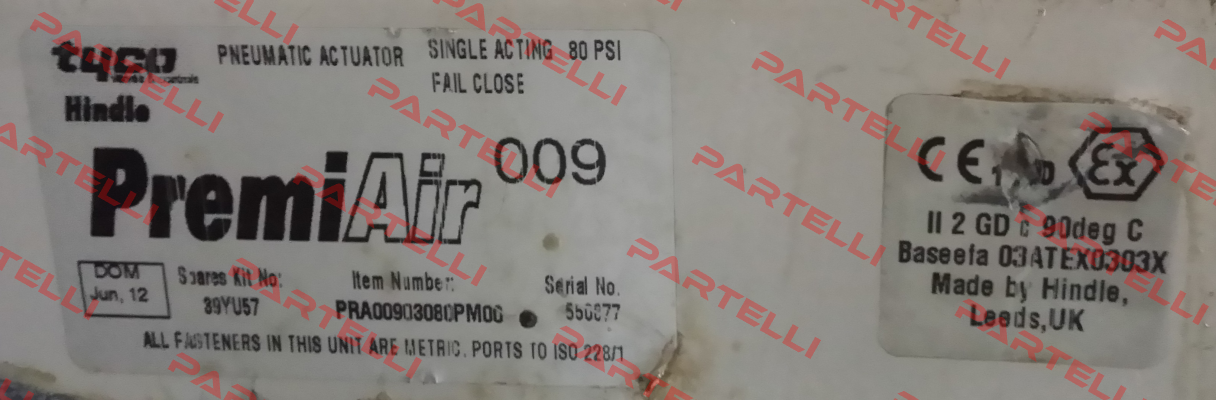 tyco
PNEUMATIC ACTUATOR
SINGLE ACTING 80 PSI
FAIL CLOSE
Hindle
PremiAir 009
DOM
Jun, 12
Spares Kit No:
39YU57
Item Number:
PRA00903080PM00
Serial No.
ALL FASTENERS IN THIS UNIT ARE METRIC. PORTS TO ISO 228/1
CE
Ex
II 2 GD c 90deg C
Baseefa 03ATEX0303X
Made by Hindle,
Leeds,UK
PARTELLI